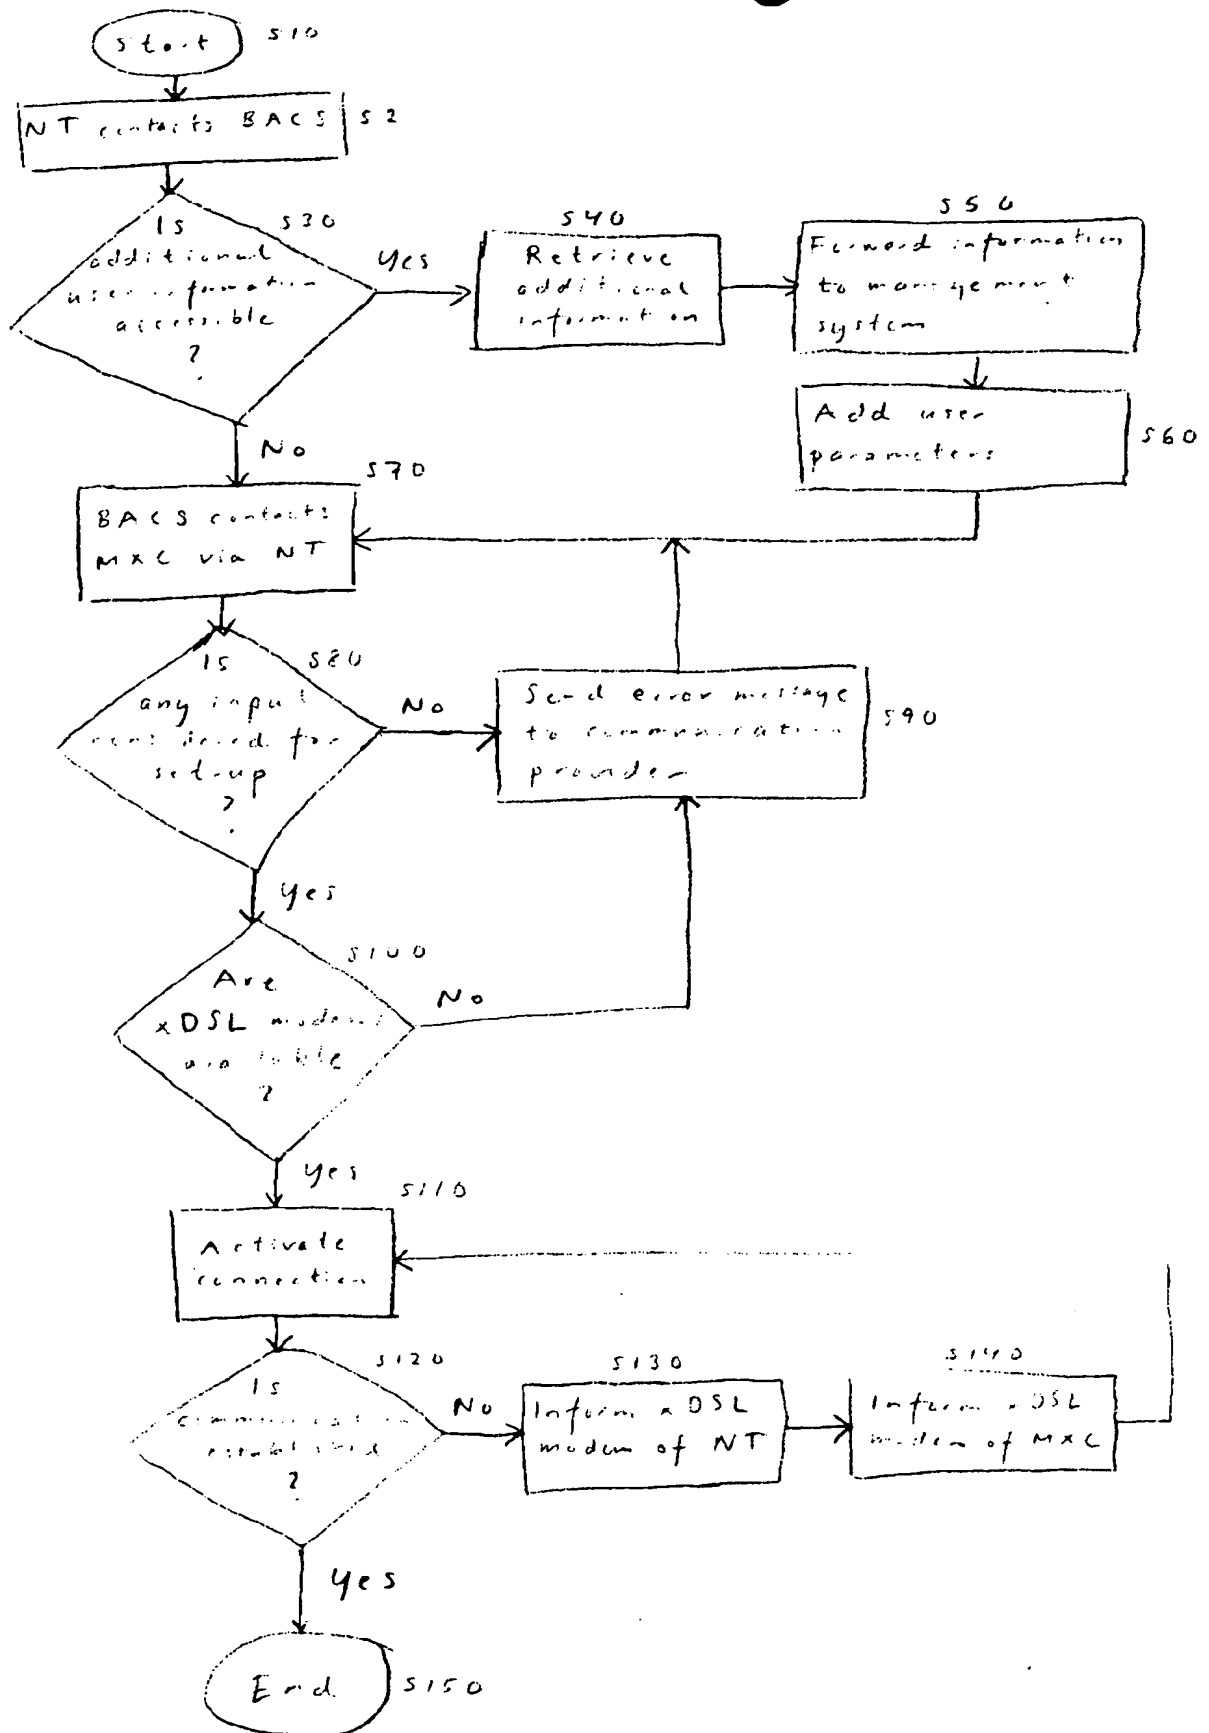 Start S10
NT contacts BACS S2
Is S30
additional
user information
accessible
?
Yes
S40
Retrieve
additional
information
S50
Forward information
to management
system
Add user
parameters
S60
No
S70
BACS contacts
MXC via NT
Is S80
any input
considered for
set-up
?
No
Send error message
to communication
provider
S90
Yes
S100
Are
xDSL modems
available
?
No
Yes
S110
Activate
connection
S120
Is
communication
established
?
No
S130
Inform xDSL
modem of NT
S140
Inform xDSL
modem of MXC
Yes
End S150